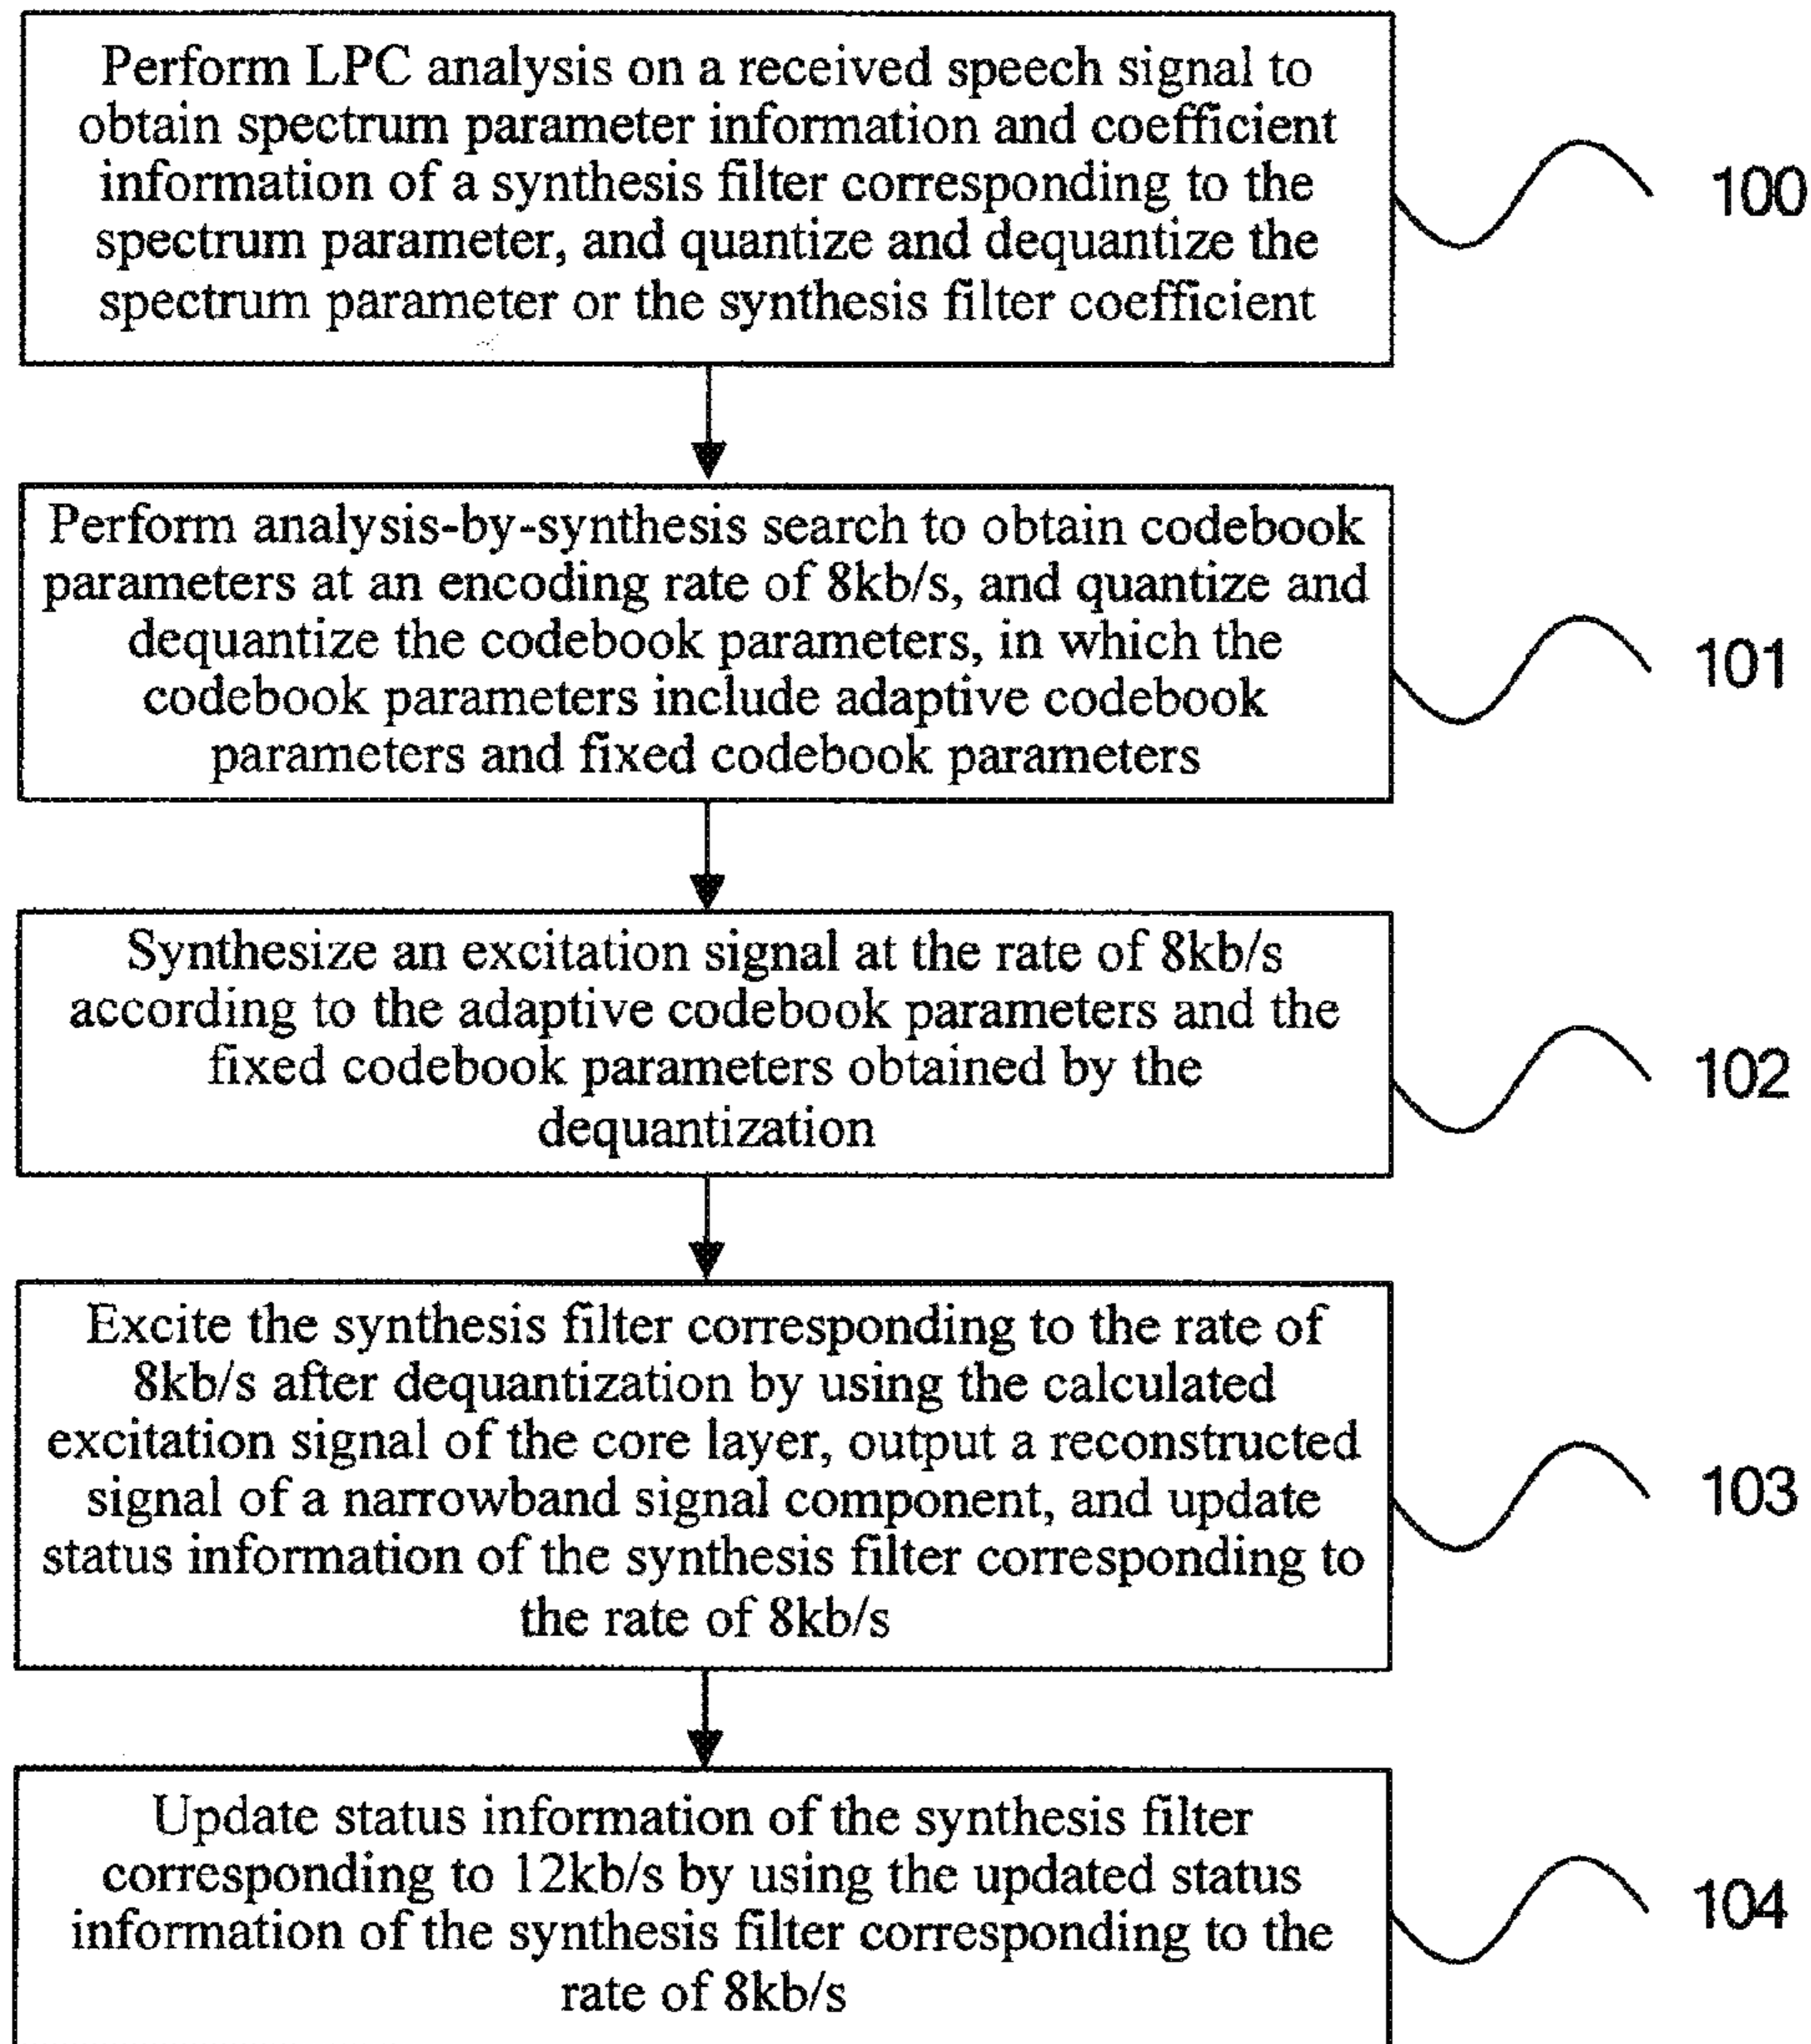 Perform LPC analysis on a received speech signal to
obtain spectrum parameter information and coefficient
information of a synthesis filter corresponding to the
spectrum parameter, and quantize and dequantize the
spectrum parameter or the synthesis filter coefficient
100
Perform analysis-by-synthesis search to obtain codebook
parameters at an encoding rate of 8kb/s, and quantize and
dequantize the codebook parameters, in which the
codebook parameters include adaptive codebook
parameters and fixed codebook parameters
101
Synthesize an excitation signal at the rate of 8kb/s
according to the adaptive codebook parameters and the
fixed codebook parameters obtained by the
dequantization
102
Excite the synthesis filter corresponding to the rate of
8kb/s after dequantization by using the calculated
excitation signal of the core layer, output a reconstructed
signal of a narrowband signal component, and update
status information of the synthesis filter corresponding to
the rate of 8kb/s
103
Update status information of the synthesis filter
corresponding to 12kb/s by using the updated status
information of the synthesis filter corresponding to the
rate of 8kb/s
104